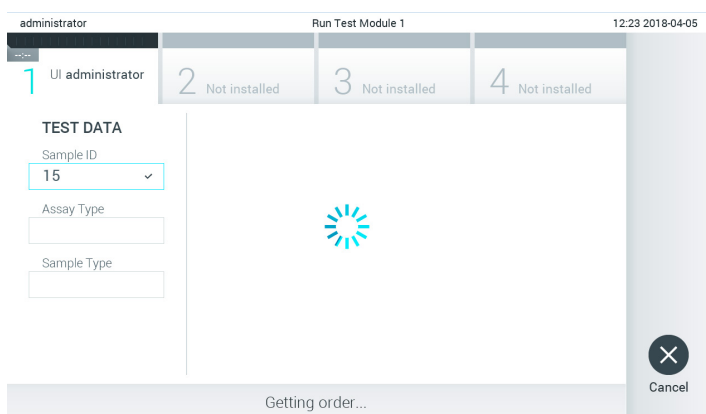 administrator Run Test Module 1 12:23 2018-04-05
--:--
1 UI administrator 2 Not installed 3 Not installed 4 Not installed
TEST DATA
Sample ID
15
Assay Type
Sample Type
Cancel
Getting order...